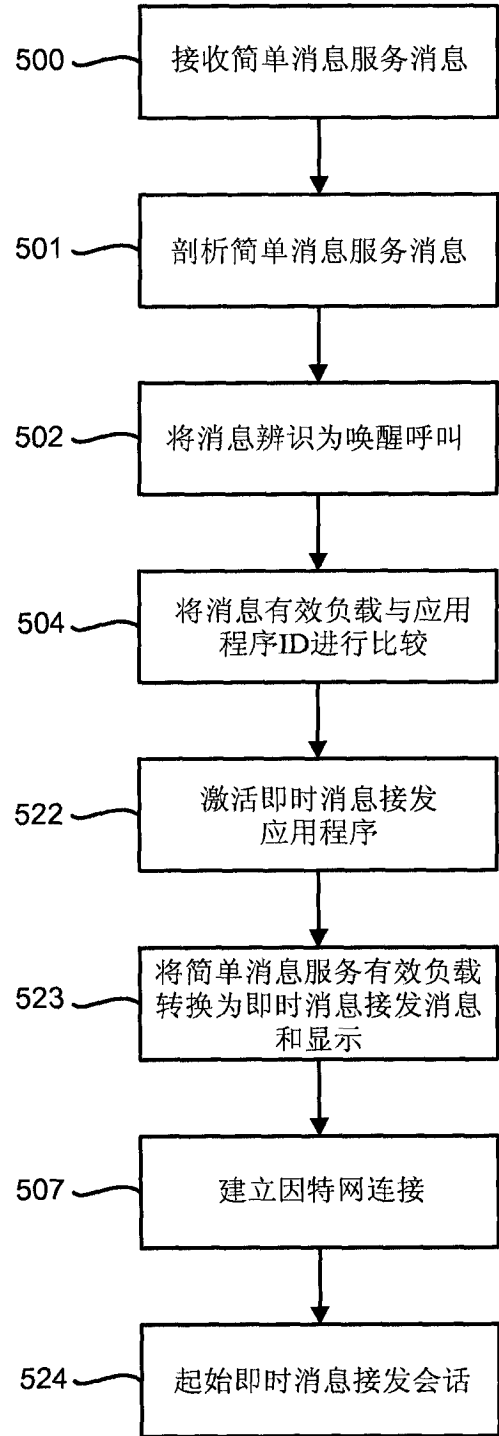 500
接收简单消息服务消息
501
剖析简单消息服务消息
502
将消息辨识为唤醒呼叫
504
将消息有效负载与应用
程序ID进行比较
522
激活即时消息接发
应用程序
523
将简单消息服务有效负载
转换为即时消息接发消息
和显示
507
建立因特网连接
524
起始即时消息接发会话